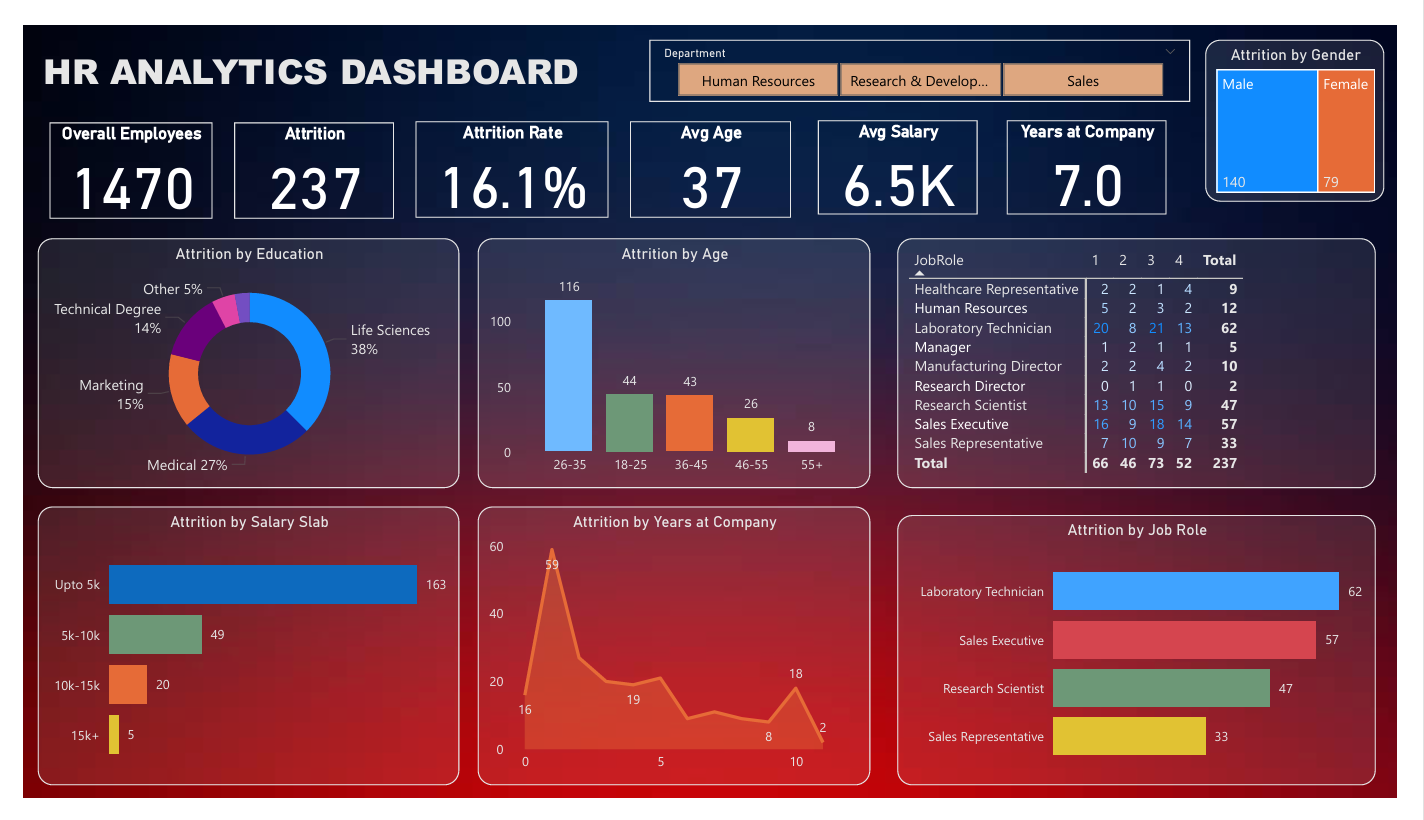 HR ANALYTICS DASHBOARD
Department
Human Resources
Research & Develop...
Sales
Attrition by Gender
Male
Female
140
79
Overall Employees
1470
Attrition
237
Attrition Rate
16.1%
Avg Age
37
Avg Salary
6.5K
Years at Company
7.0
Attrition by Education
Other 5%
Technical Degree
14%
Life Sciences
38%
Marketing
15%
Medical 27%
Attrition by Age
116
100
50
44
43
26
8
0
26-35 18-25 36-45 46-55 55+
JobRole 1 2 3 4 Total
Healthcare Representative 2 2 1 4 9
Human Resources 5 2 3 2 12
Laboratory Technician 20 8 21 13 62
Manager 1 2 1 1 5
Manufacturing Director 2 2 4 2 10
Research Director 0 1 1 0 2
Research Scientist 13 10 15 9 47
Sales Executive 16 9 18 14 57
Sales Representative 7 10 9 7 33
Total 66 46 73 52 237
Attrition by Salary Slab
Upto 5k 163
5k-10k 49
10k-15k 20
15k+ 5
Attrition by Years at Company
60
59
40
20
18
16
19
8
2
0
0 5 10
Attrition by Job Role
Laboratory Technician 62
Sales Executive 57
Research Scientist 47
Sales Representative 33